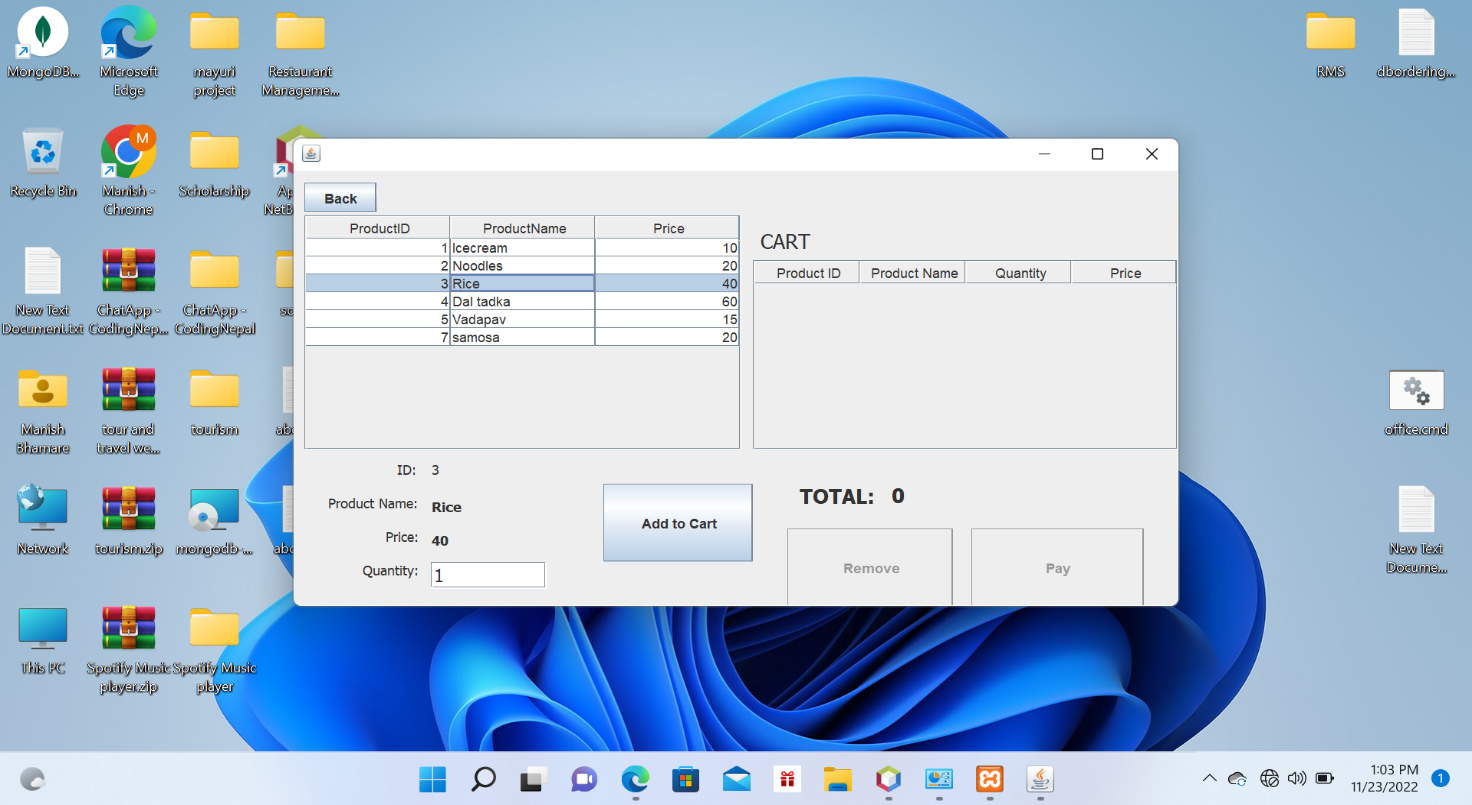 MongoDB...
Microsoft
Edge
mayuri
project
Restaurant
Manageme...
RMS
dbordering...
Recycle Bin
M
Manish -
Chrome
Scholarship
New Text
Document.txt
ChatApp -
CodingNep...
ChatApp -
CodingNepal
Manish
Bhamare
tour and
travel we...
tourism
office.cmd
Network
tourism.zip
mongodb-...
New Text
Docume...
This PC
Spotify Music
player.zip
Spotify Music
player
Back
ProductID ProductName Price
1 Icecream 10
2 Noodles 20
3 Rice 40
4 Dal tadka 60
5 Vadapav 15
7 samosa 20
CART
Product ID Product Name Quantity Price
ID: 3
Product Name: Rice
Price: 40
Quantity: 1
Add to Cart
TOTAL: 0
Remove
Pay
1:03 PM
11/23/2022
1